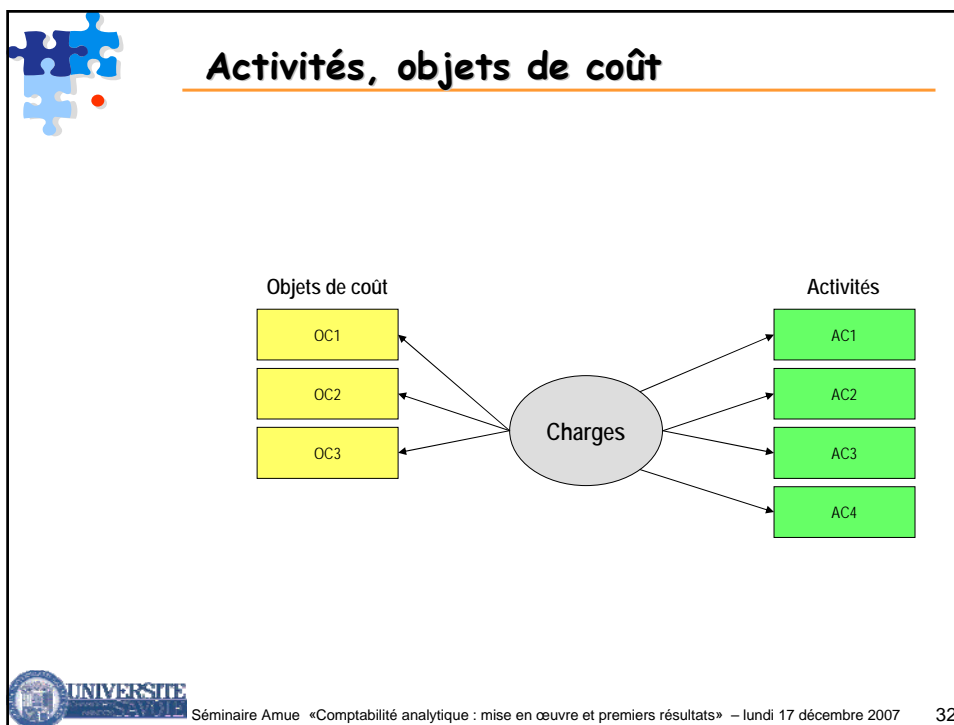 Activités, objets de coût
Objets de coût
Activités
OC1
OC2
OC3
Charges
AC1
AC2
AC3
AC4
UNIVERSITE
SAVOIE
Séminaire Amue «Comptabilité analytique : mise en œuvre et premiers résultats» – lundi 17 décembre 2007
32